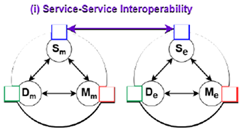 (i) Service-Service Interoperability
Sm Se
Dm Mm De Me